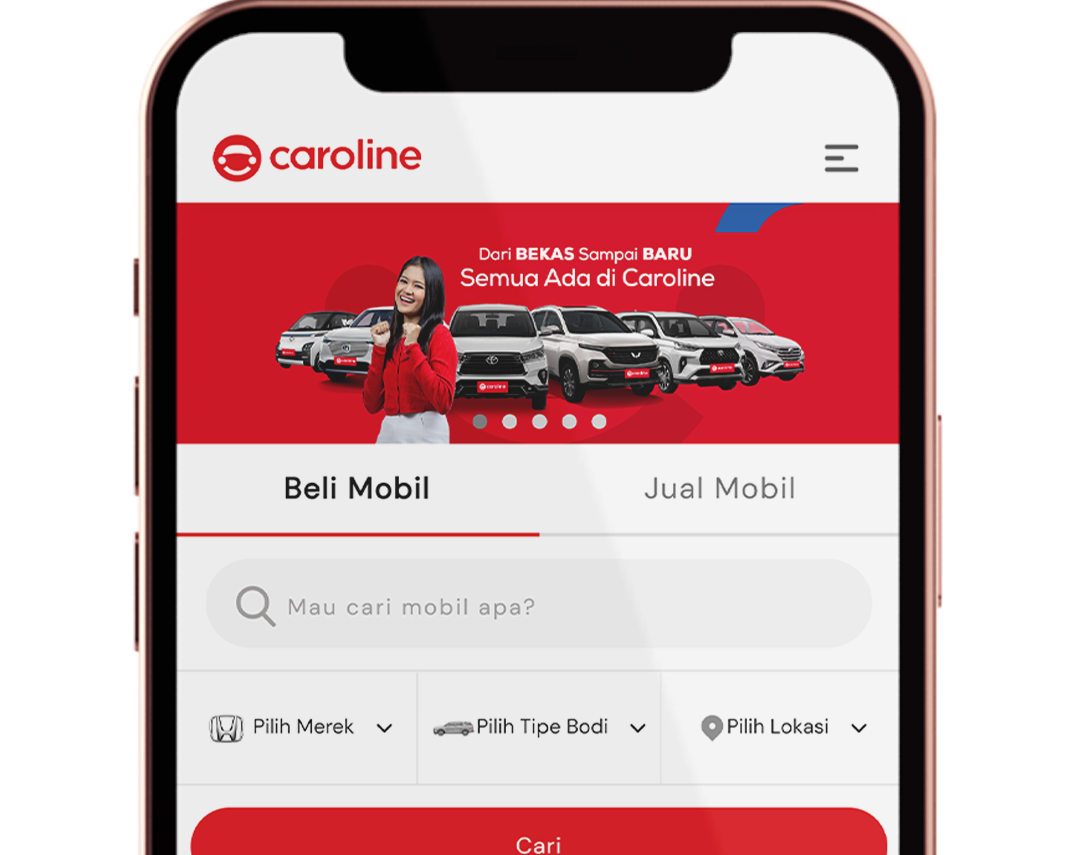 caroline
Dari BEKAS Sampai BARU
Semua Ada di Caroline
caroline
Beli Mobil
Jual Mobil
Mau cari mobil apa?
Pilih Merek
Pilih Tipe Bodi
Pilih Lokasi
Cari